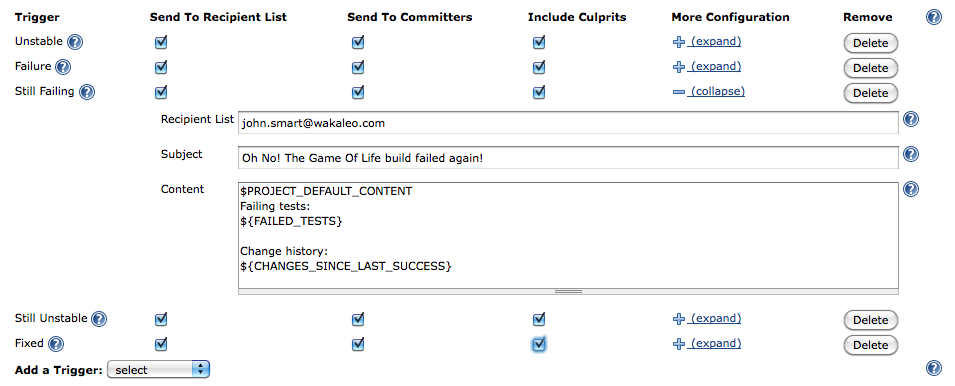 Trigger Send To Recipient List Send To Committers Include Culprits More Configuration Remove ?
Unstable ? (expand) Delete
Failure ? (expand) Delete
Still Failing ? (collapse) Delete
Recipient List john.smart@wakaleo.com ?
Subject Oh No! The Game Of Life build failed again! ?
Content $PROJECT_DEFAULT_CONTENT ?
Failing tests:
${FAILED_TESTS}
Change history:
${CHANGES_SINCE_LAST_SUCCESS}
Still Unstable ? (expand) Delete
Fixed ? (expand) Delete
Add a Trigger: select ?